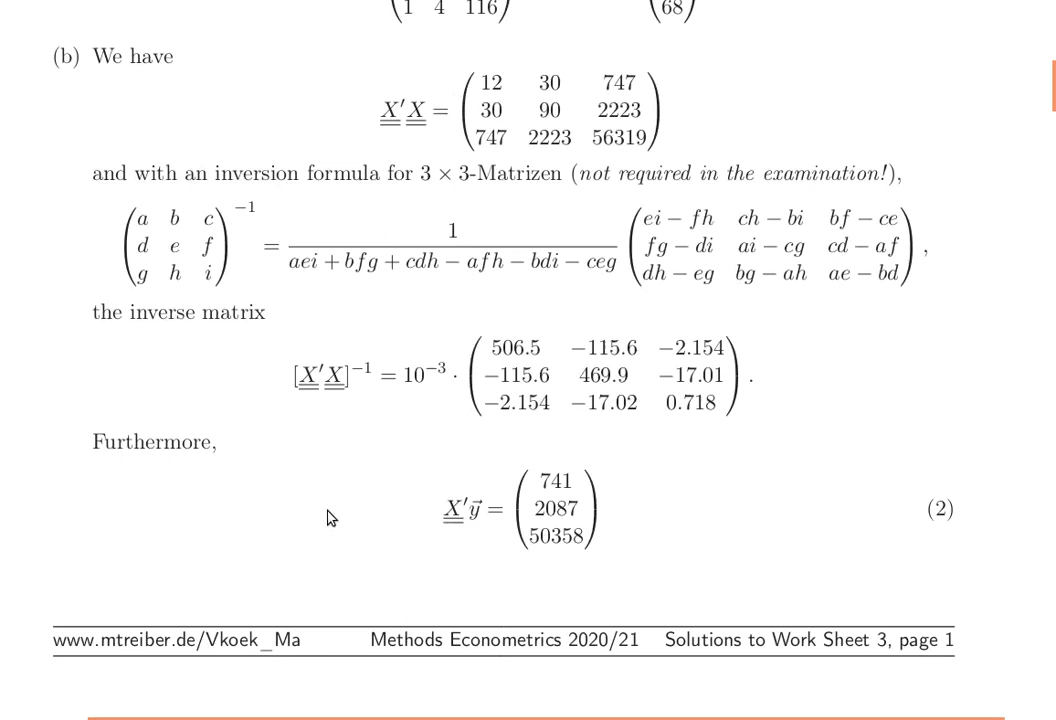 (1 4 116) (68)
(b) We have
X′X = (12 30 747
30 90 2223
747 2223 56319)
and with an inversion formula for 3 × 3-Matrizen (not required in the examination!),
(a b c
d e f
g h i)⁻¹ = 1 / (aei + bfg + cdh − afh − bdi − ceg) (ei − fh ch − bi bf − ce
fg − di ai − cg cd − af
dh − eg bg − ah ae − bd),
the inverse matrix
[X′X]⁻¹ = 10⁻³ · (506.5 −115.6 −2.154
−115.6 469.9 −17.01
−2.154 −17.02 0.718).
Furthermore,
X′y⃗ = (741
2087
50358) (2)
www.mtreiber.de/Vkoek_Ma Methods Econometrics 2020/21 Solutions to Work Sheet 3, page 1